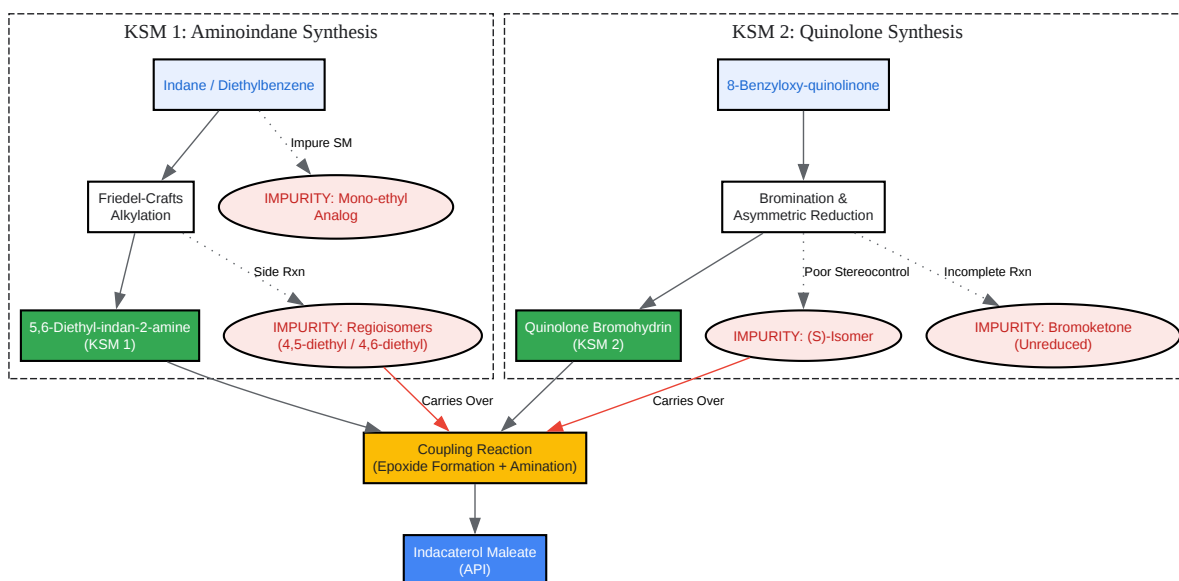 KSM 1: Aminoindane Synthesis
KSM 2: Quinolone Synthesis
Indane / Diethylbenzene
8-Benzyloxy-quinolinone
Impure SM
Friedel-Crafts
Alkylation
IMPURITY: Mono-ethyl
Analog
Bromination &
Asymmetric Reduction
Side Rxn
Poor Stereocontrol
Incomplete Rxn
5,6-Diethyl-indan-2-amine
(KSM 1)
IMPURITY: Regioisomers
(4,5-diethyl / 4,6-diethyl)
Quinolone Bromohydrin
(KSM 2)
IMPURITY: (S)-Isomer
IMPURITY: Bromoketone
(Unreduced)
Carries Over
Carries Over
Coupling Reaction
(Epoxide Formation + Amination)
Indacaterol Maleate
(API)